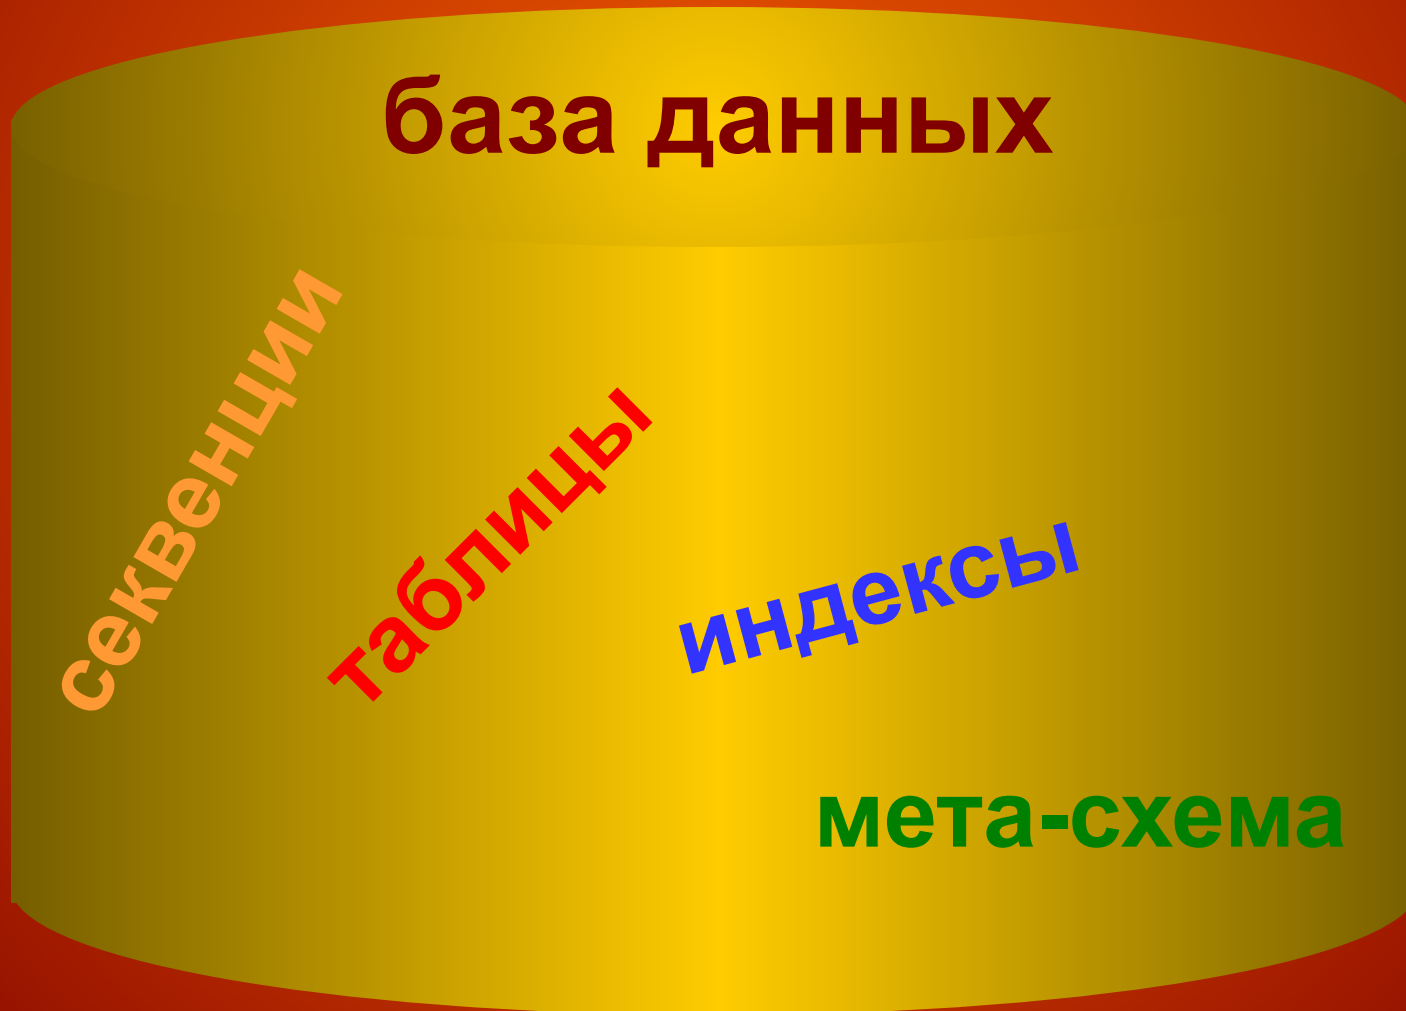 база данных
секвенции
таблицы
индексы
мета-схема